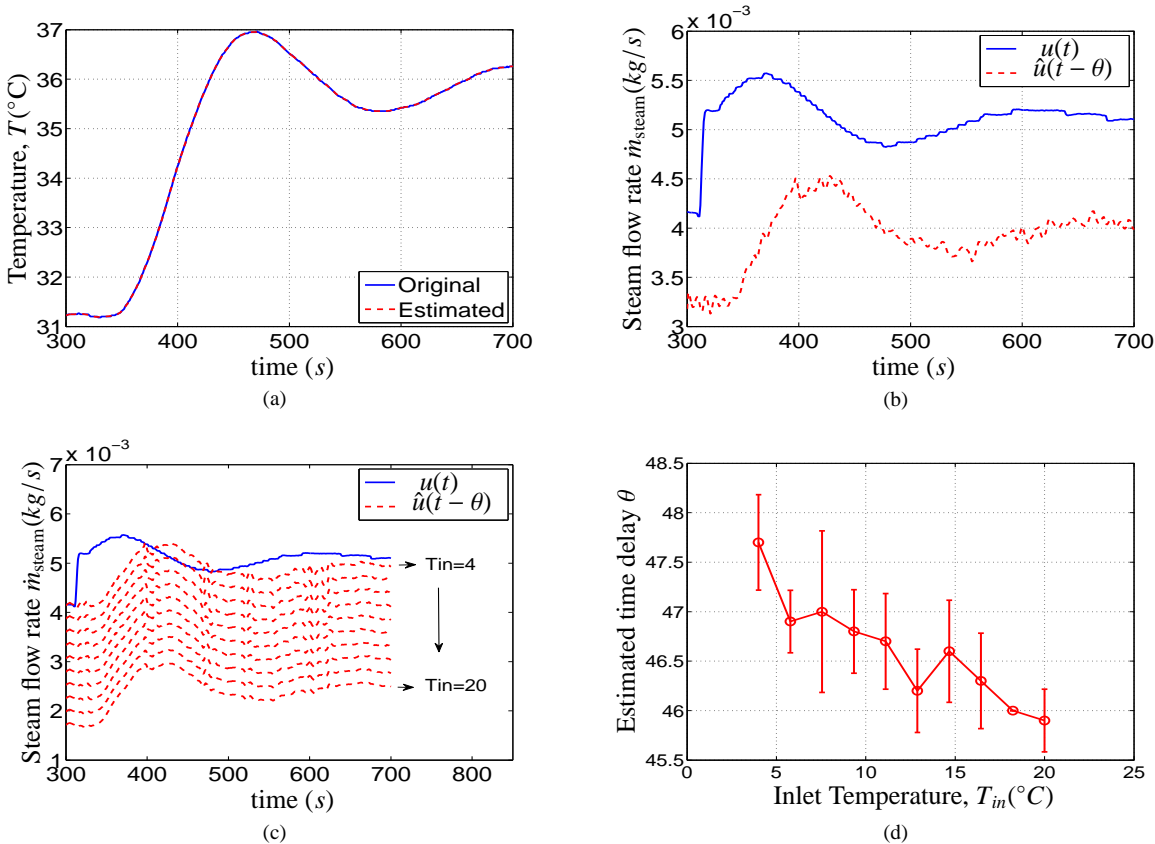 37
36
35
34
33
32
31
300 400 500 600 700
Temperature, T(°C)
time (s)
Original
Estimated
(a)
6 x 10⁻³
5.5
5
4.5
4
3.5
3
300 400 500 600 700
Steam flow rate ṁsteam(kg/s)
time (s)
u(t)
û(t − θ)
(b)
7 x 10⁻³
6
5
4
3
2
1
300 400 500 600 700 800
Steam flow rate ṁsteam(kg/s)
time (s)
u(t)
û(t − θ)
Tin=4
Tin=20
(c)
48.5
48
47.5
47
46.5
46
45.5
0 5 10 15 20 25
Estimated time delay θ
Inlet Temperature, Tin(°C)
(d)